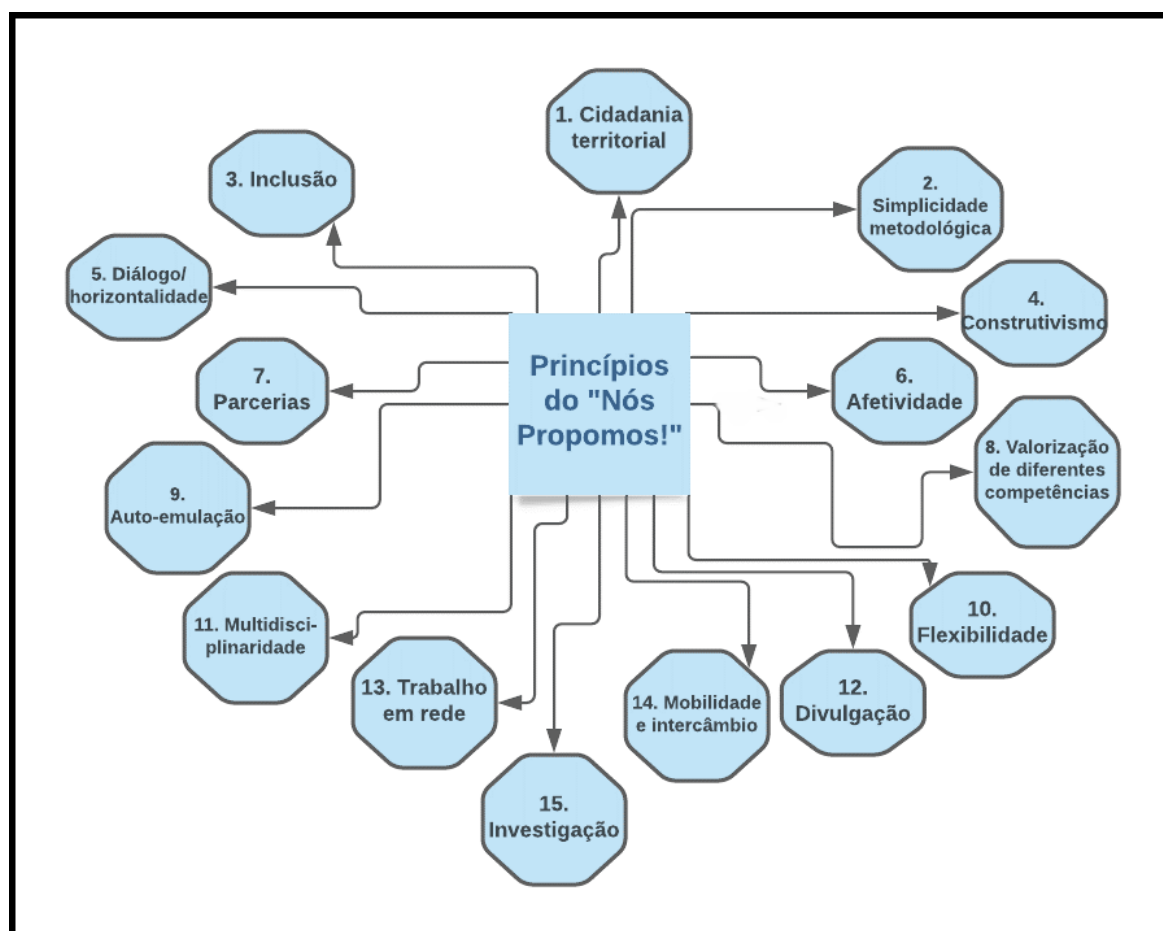 Princípios
do "Nós
Propomos!"
1. Cidadania
territorial
2.
Simplicidade
metodológica
3. Inclusão
4.
Construtivismo
5. Diálogo/
horizontalidade
6.
Afetividade
7.
Parcerias
8. Valorização
de diferentes
competências
9.
Auto-emulação
10.
Flexibilidade
11. Multidisci-
plinaridade
12.
Divulgação
13. Trabalho
em rede
14. Mobilidade
e intercâmbio
15.
Investigação